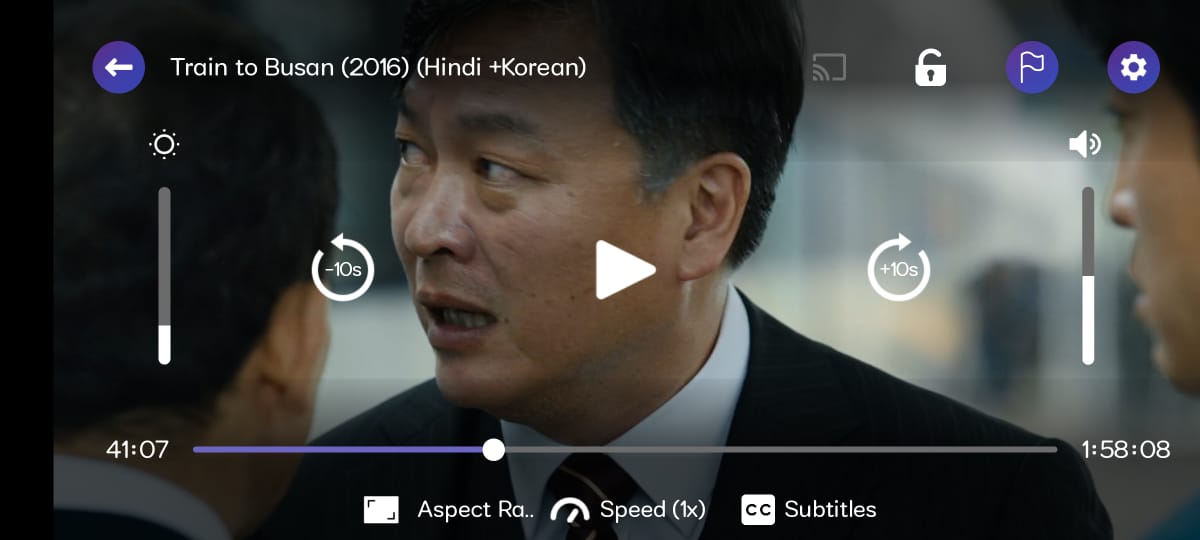 Train to Busan (2016) (Hindi +Korean)
-10s
+10s
41:07
1:58:08
Aspect Ra..
Speed (1x)
CC Subtitles